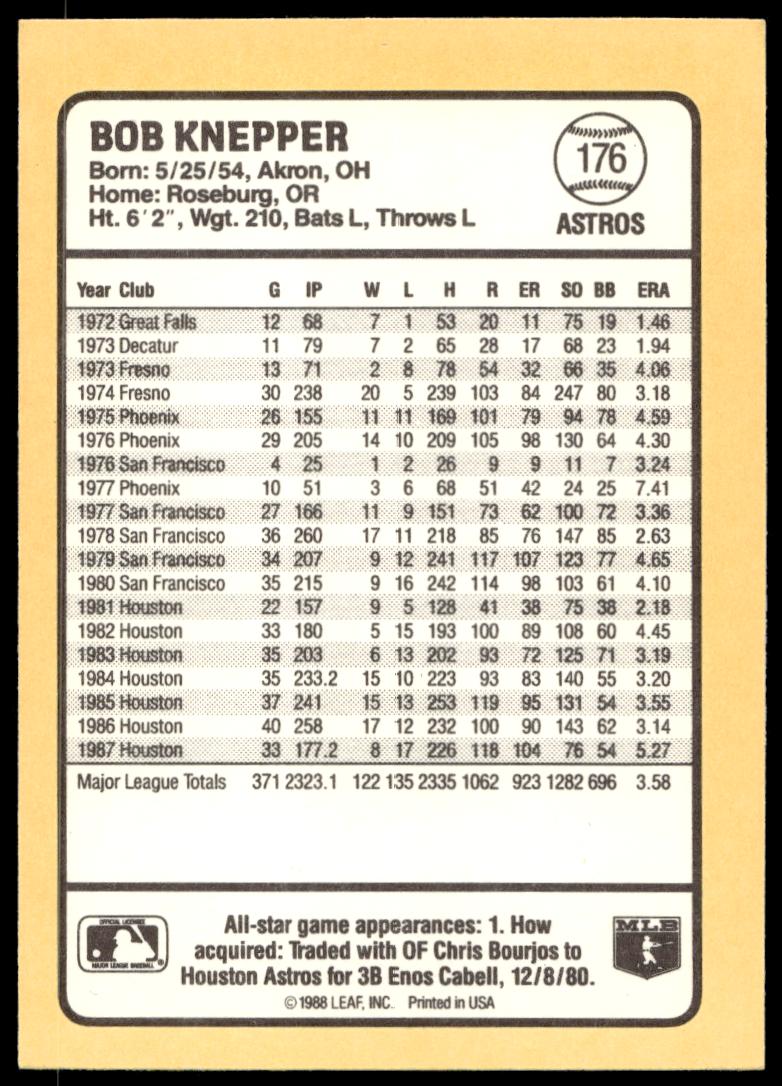 BOB KNEPPER
Born: 5/25/54, Akron, OH
Home: Roseburg, OR
Ht. 6'2", Wgt. 210, Bats L, Throws L
176
ASTROS
Year Club G IP W L H R ER SO BB ERA
1972 Great Falls 12 68 7 1 53 20 11 75 19 1.46
1973 Decatur 11 79 7 2 65 28 17 68 23 1.94
1973 Fresno 13 71 2 8 78 54 32 66 35 4.06
1974 Fresno 30 238 20 5 239 103 84 247 80 3.18
1975 Phoenix 26 155 11 11 169 101 79 94 78 4.59
1976 Phoenix 29 205 14 10 209 105 98 130 64 4.30
1976 San Francisco 4 25 1 2 26 9 9 11 7 3.24
1977 Phoenix 10 51 3 6 68 51 42 24 25 7.41
1977 San Francisco 27 166 11 9 151 73 62 100 72 3.36
1978 San Francisco 36 260 17 11 218 85 76 147 85 2.63
1979 San Francisco 34 207 9 12 241 117 107 123 77 4.65
1980 San Francisco 35 215 9 16 242 114 98 103 61 4.10
1981 Houston 22 157 9 5 128 41 38 75 38 2.18
1982 Houston 33 180 5 15 193 100 89 108 60 4.45
1983 Houston 35 203 6 13 202 93 72 125 71 3.19
1984 Houston 35 233.2 15 10 223 93 83 140 55 3.20
1985 Houston 37 241 15 13 253 119 95 131 54 3.55
1986 Houston 40 258 17 12 232 100 90 143 62 3.14
1987 Houston 33 177.2 8 17 226 118 104 76 54 5.27
Major League Totals 371 2323.1 122 135 2335 1062 923 1282 696 3.58
OFFICIAL LICENSEE
MAJOR LEAGUE BASEBALL ®
All-star game appearances: 1. How
acquired: Traded with OF Chris Bourjos to
Houston Astros for 3B Enos Cabell, 12/8/80.
MLB
© 1988 LEAF, INC. Printed in USA